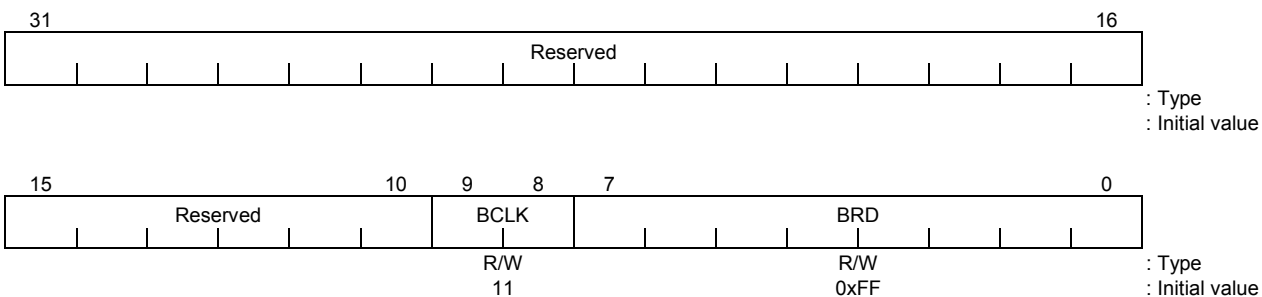 31 16
Reserved
: Type
: Initial value
15 10 9 8 7 0
Reserved BCLK BRD
R/W R/W : Type
11 0xFF : Initial value